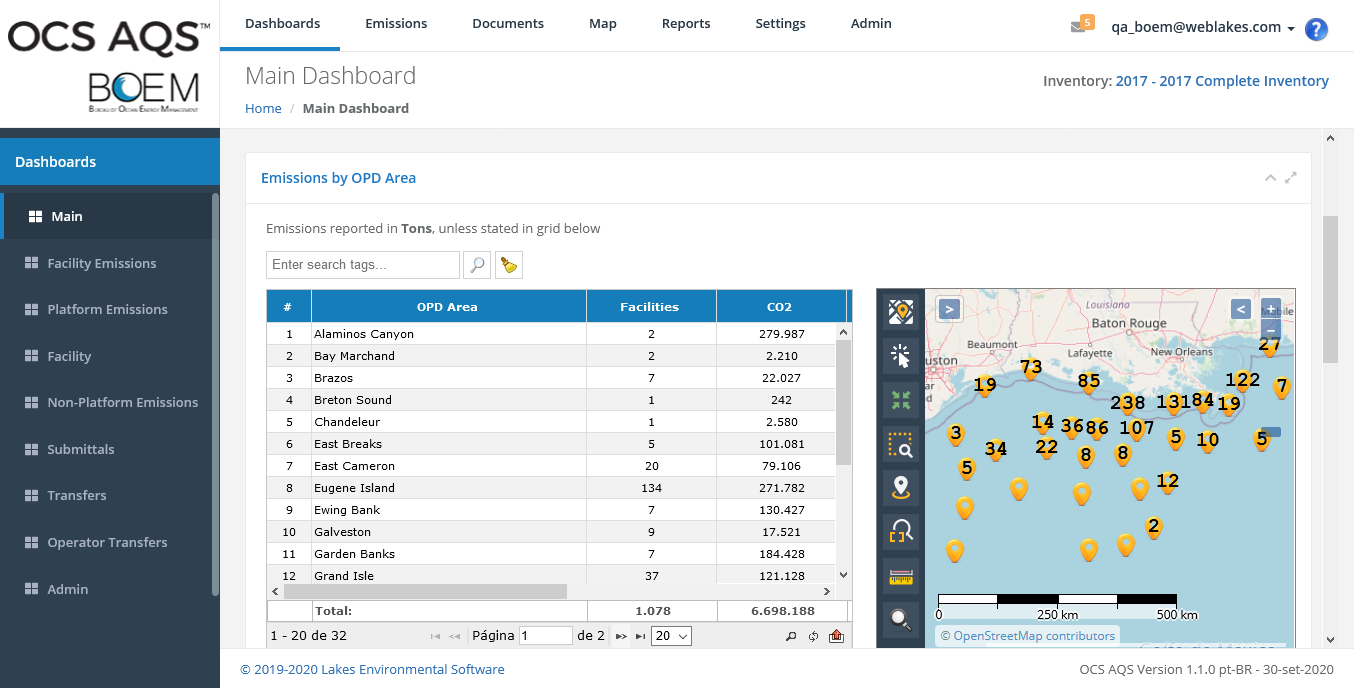 OCS AQS™
BOEM
Bureau of Ocean Energy Management
Dashboards Emissions Documents Map Reports Settings Admin
5 qa_boem@weblakes.com ?
Main Dashboard
Inventory: 2017 - 2017 Complete Inventory
Home / Main Dashboard
Dashboards
Main
Facility Emissions
Platform Emissions
Facility
Non-Platform Emissions
Submittals
Transfers
Operator Transfers
Admin
Emissions by OPD Area
Emissions reported in Tons, unless stated in grid below
Enter search tags...
# OPD Area Facilities CO2
1 Alaminos Canyon 2 279.987
2 Bay Marchand 2 2.210
3 Brazos 7 22.027
4 Breton Sound 1 242
5 Chandeleur 1 2.580
6 East Breaks 5 101.081
7 East Cameron 20 79.106
8 Eugene Island 134 271.782
9 Ewing Bank 7 130.427
10 Galveston 9 17.521
11 Garden Banks 7 184.428
12 Grand Isle 37 121.128
Total: 1.078 6.698.188
1 - 20 de 32 Página 1 de 2 20
> Louisiana < +
Mobile
Baton Rouge
–
Beaumont Lafayette New Orleans 27
uston
73
19 85 122 7
ar
d
238 131 84 19
14 36 86 107
3 34 22 5 10 5
8 8
5 12
2
0 250 km 500 km
© OpenStreetMap contributors
© 2019-2020 Lakes Environmental Software
OCS AQS Version 1.1.0 pt-BR - 30-set-2020